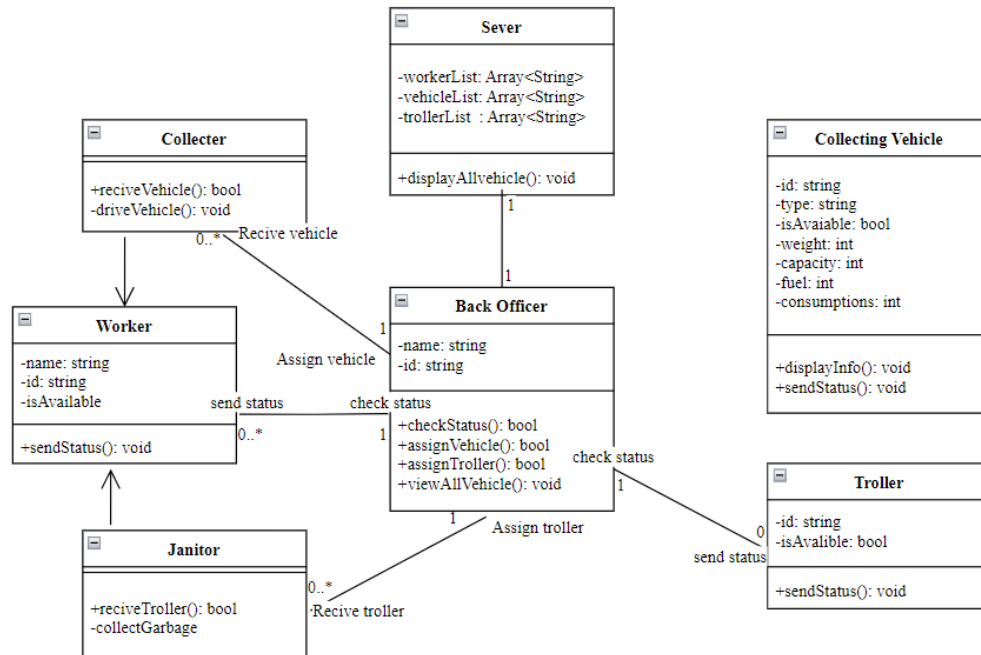 Sever
-workerList: Array<String>
-vehicleList: Array<String>
-trollerList : Array<String>
+displayAllvehicle(): void
1
Collecter
+reciveVehicle(): bool
-driveVehicle(): void
0..*
Recive vehicle
Collecting Vehicle
-id: string
-type: string
-isAvaiable: bool
-weight: int
-capacity: int
-fuel: int
-consumptions: int
+displayInfo(): void
+sendStatus(): void
Worker
-name: string
-id: string
-isAvailable
+sendStatus(): void
1
Back Officer
-name: string
-id: string
+checkStatus(): bool
+assignVehicle(): bool
+assignTroller(): bool
+viewAllVehicle(): void
1
Assign vehicle
send status
check status
0..*
1
check status
1
Troller
-id: string
-isAvalible: bool
+sendStatus(): void
0
send status
1
Assign troller
0..*
Recive troller
Janitor
+reciveTroller(): bool
-collectGarbage